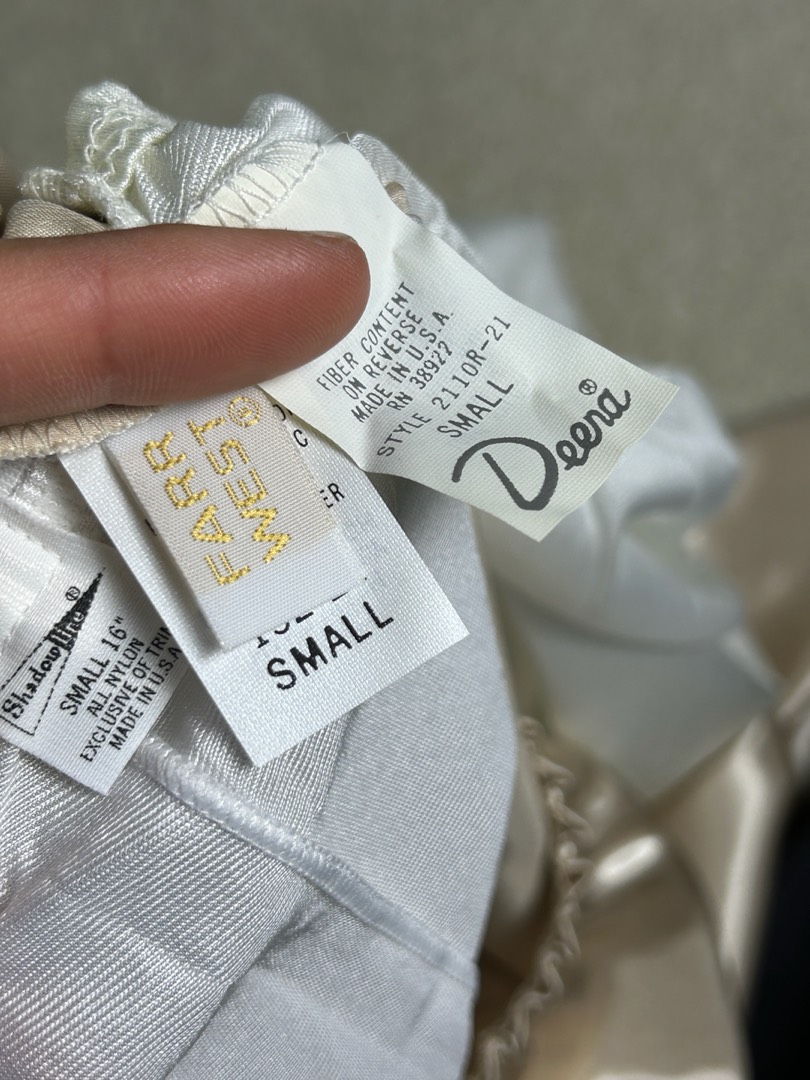 FIBER CONTENT
ON REVERSE
MADE IN U.S.A.
RN 38922
STYLE 2110R-21
SMALL
Deena®
FARR
WEST®
C
ER
SMALL
Shadowline®
SMALL 16"
ALL NYLON
EXCLUSIVE OF TRIM
MADE IN U.S.A